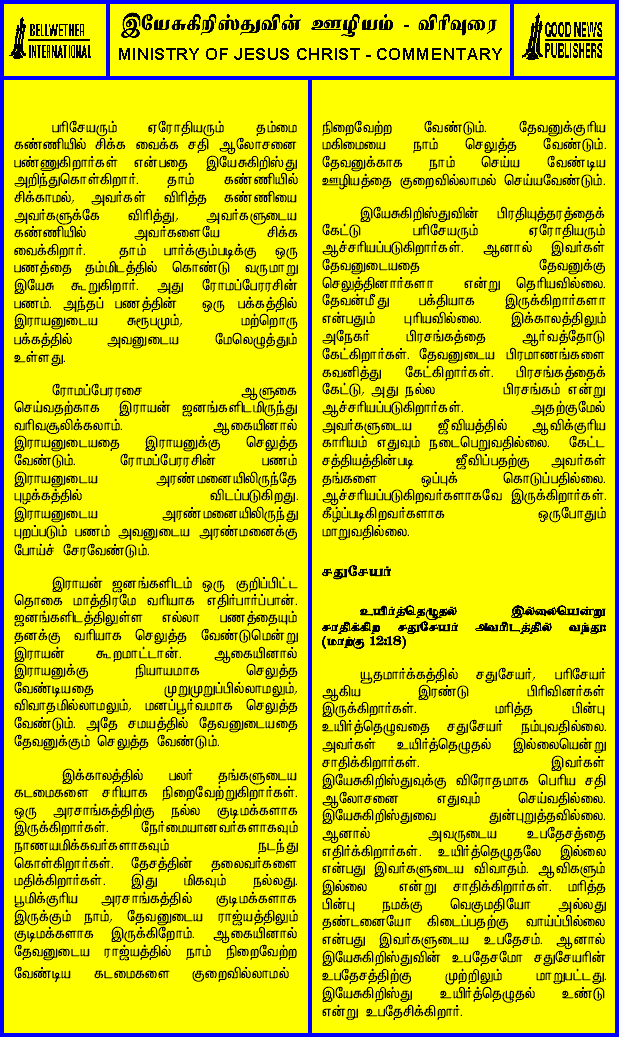 BELLWETHER
INTERNATIONAL
இயேசுகிறிஸ்துவின் ஊழியம் - விரிவுரை
MINISTRY OF JESUS CHRIST - COMMENTARY
GOOD NEWS
PUBLISHERS
பரிசேயரும் ஏரோதியரும் தம்மை
கண்ணியில் சிக்க வைக்க சதி ஆலோசனை
பண்ணுகிறார்கள் என்பதை இயேசுகிறிஸ்து
அறிந்துகொள்கிறார். தாம் கண்ணியில்
சிக்காமல், அவர்கள் விரித்த கண்ணியை
அவர்களுக்கே விரித்து, அவர்களுடைய
கண்ணியில் அவர்களையே சிக்க
வைக்கிறார். தாம் பார்க்கும்படிக்கு ஒரு
பணத்தை தம்மிடத்தில் கொண்டு வருமாறு
இயேசு கூறுகிறார். அது ரோமப்பேரரசின்
பணம். அந்தப் பணத்தின் ஒரு பக்கத்தில்
இராயனுடைய சுரூபமும், மற்றொரு
பக்கத்தில் அவனுடைய மேலெழுத்தும்
உள்ளது.
ரோமப்பேரரசை ஆளுகை
செய்வதற்காக இராயன் ஜனங்களிடமிருந்து
வரிவசூலிக்கலாம். ஆகையினால்
இராயனுடையதை இராயனுக்கு செலுத்த
வேண்டும். ரோமப்பேரரசின் பணம்
இராயனுடைய அரண்மனையிலிருந்தே
புழக்கத்தில் விடப்படுகிறது.
இராயனுடைய அரண்மனையிலிருந்து
புறப்படும் பணம் அவனுடைய அரண்மனைக்கு
போய்ச் சேரவேண்டும்.
இராயன் ஜனங்களிடம் ஒரு குறிப்பிட்ட
தொகை மாத்திரமே வரியாக எதிர்பார்ப்பான்.
ஜனங்களிடத்திலுள்ள எல்லா பணத்தையும்
தனக்கு வரியாக செலுத்த வேண்டுமென்று
இராயன் கூறமாட்டான். ஆகையினால்
இராயனுக்கு நியாயமாக செலுத்த
வேண்டியதை முறுமுறுப்பில்லாமலும்,
விவாதமில்லாமலும், மனப்பூர்வமாக செலுத்த
வேண்டும். அதே சமயத்தில் தேவனுடையதை
தேவனுக்கும் செலுத்த வேண்டும்.
இக்காலத்தில் பலர் தங்களுடைய
கடமைகளை சரியாக நிறைவேற்றுகிறார்கள்.
ஒரு அரசாங்கத்திற்கு நல்ல குடிமக்களாக
இருக்கிறார்கள். நேர்மையானவர்களாகவும்
நாணயமிக்கவர்களாகவும் நடந்து
கொள்கிறார்கள். தேசத்தின் தலைவர்களை
மதிக்கிறார்கள். இது மிகவும் நல்லது.
பூமிக்குரிய அரசாங்கத்தில் குடிமக்களாக
இருக்கும் நாம், தேவனுடைய ராஜ்யத்திலும்
குடிமக்களாக இருக்கிறோம். ஆகையினால்
தேவனுடைய ராஜ்யத்தில் நாம் நிறைவேற்ற
வேண்டிய கடமைகளை குறைவில்லாமல்
நிறைவேற்ற வேண்டும். தேவனுக்குரிய
மகிமையை நாம் செலுத்த வேண்டும்.
தேவனுக்காக நாம் செய்ய வேண்டிய
ஊழியத்தை குறைவில்லாமல் செய்யவேண்டும்.
இயேசுகிறிஸ்துவின் பிரதியுத்தரத்தைக்
கேட்டு பரிசேயரும் ஏரோதியரும்
ஆச்சரியப்படுகிறார்கள். ஆனால் இவர்கள்
தேவனுடையதை தேவனுக்கு
செலுத்தினார்களா என்று தெரியவில்லை.
தேவன்மீது பக்தியாக இருக்கிறார்களா
என்பதும் புரியவில்லை. இக்காலத்திலும்
அநேகர் பிரசங்கத்தை ஆர்வத்தோடு
கேட்கிறார்கள். தேவனுடைய பிரமாணங்களை
கவனித்து கேட்கிறார்கள். பிரசங்கத்தைக்
கேட்டு, அது நல்ல பிரசங்கம் என்று
ஆச்சரியப்படுகிறார்கள். அதற்குமேல்
அவர்களுடைய ஜீவியத்தில் ஆவிக்குரிய
காரியம் எதுவும் நடைபெறுவதில்லை. கேட்ட
சத்தியத்தின்படி ஜீவிப்பதற்கு அவர்கள்
தங்களை ஒப்புக் கொடுப்பதில்லை.
ஆச்சரியப்படுகிறவர்களாகவே இருக்கிறார்கள்.
கீழ்ப்படிகிறவர்களாக ஒருபோதும்
மாறுவதில்லை.
சதுசேயர்
உயிர்த்தெழுதல் இல்லையென்று
சாதிக்கிற சதுசேயர் அவரிடத்தில் வந்து:
(மாற்கு 12:18)
யூதமார்க்கத்தில் சதுசேயர், பரிசேயர்
ஆகிய இரண்டு பிரிவினர்கள்
இருக்கிறார்கள். மரித்த பின்பு
உயிர்த்தெழுவதை சதுசேயர் நம்புவதில்லை.
அவர்கள் உயிர்த்தெழுதல் இல்லையென்று
சாதிக்கிறார்கள். இவர்கள்
இயேசுகிறிஸ்துவுக்கு விரோதமாக பெரிய சதி
ஆலோசனை எதுவும் செய்வதில்லை.
இயேசுகிறிஸ்துவை துன்புறுத்தவில்லை.
ஆனால் அவருடைய உபதேசத்தை
எதிர்க்கிறார்கள். உயிர்த்தெழுதலே இல்லை
என்பது இவர்களுடைய விவாதம். ஆவிகளும்
இல்லை என்று சாதிக்கிறார்கள். மரித்த
பின்பு நமக்கு வெகுமதியோ அல்லது
தண்டனையோ கிடைப்பதற்கு வாய்ப்பில்லை
என்பது இவர்களுடைய உபதேசம். ஆனால்
இயேசுகிறிஸ்துவின் உபதேசமோ சதுசேயரின்
உபதேசத்திற்கு முற்றிலும் மாறுபட்டது.
இயேசுகிறிஸ்து உயிர்த்தெழுதல் உண்டு
என்று உபதேசிக்கிறார்.